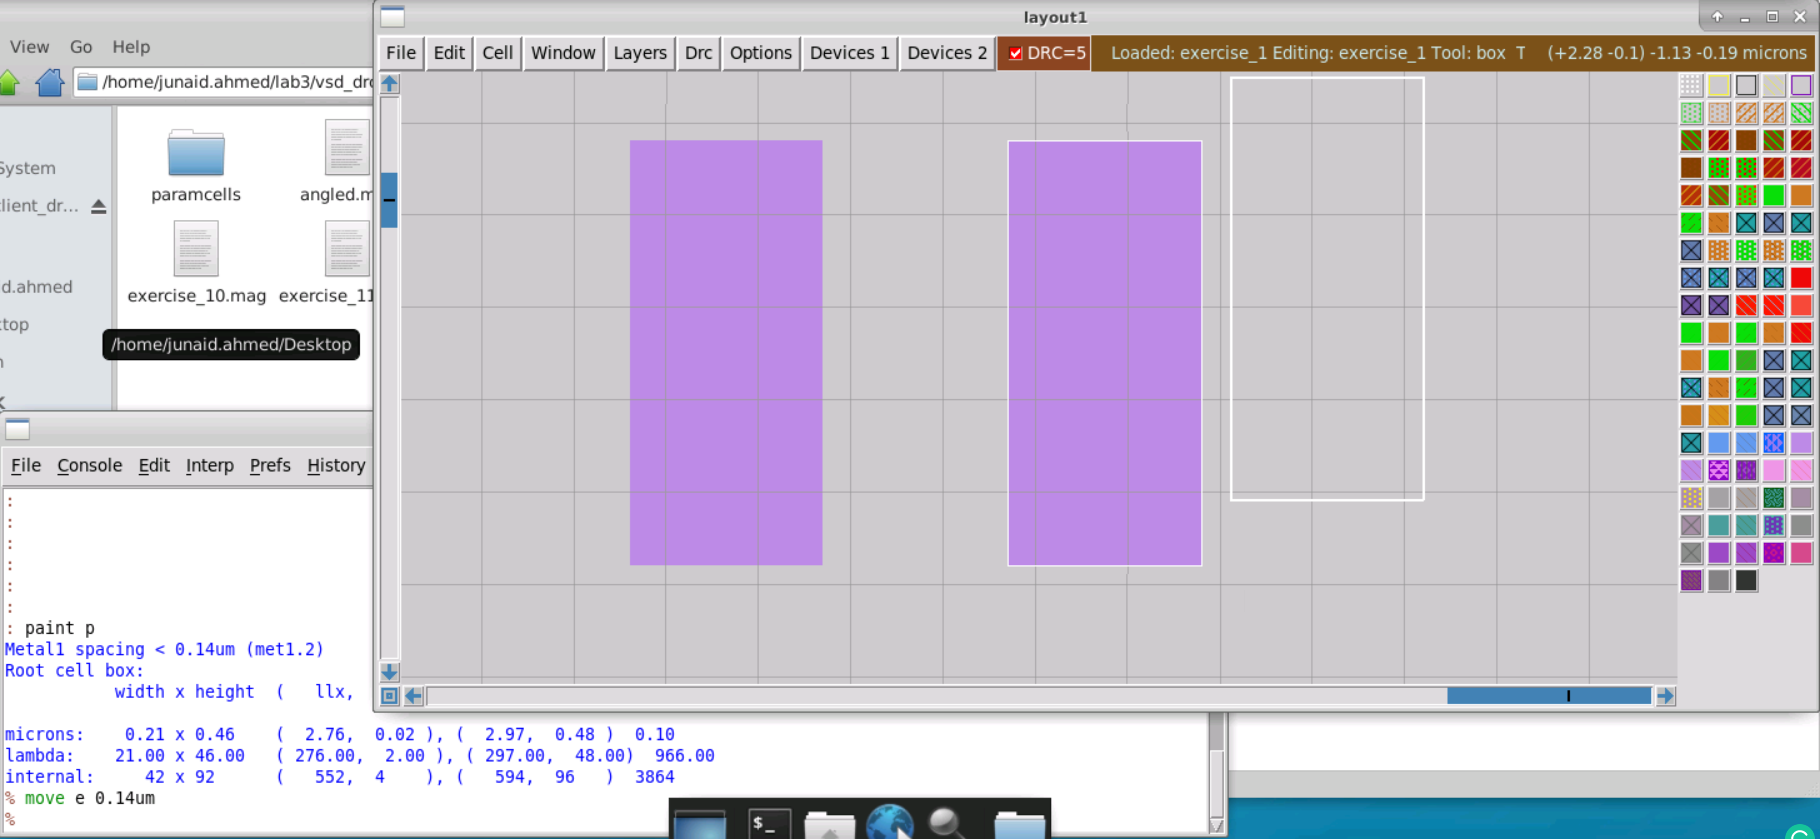 layout1
View Go Help
File Edit Cell Window Layers Drc Options Devices 1 Devices 2 DRC=5 Loaded: exercise_1 Editing: exercise_1 Tool: box T (+2.28 -0.1) -1.13 -0.19 microns
/home/junaid.ahmed/lab3/vsd_drc
System
paramcells angled.m
client_dr...
d.ahmed
exercise_10.mag exercise_11
top
/home/junaid.ahmed/Desktop
File Console Edit Interp Prefs History
:
:
:
:
:
:
: paint p
Metal1 spacing < 0.14um (met1.2)
Root cell box:
width x height ( llx,
microns: 0.21 x 0.46 ( 2.76, 0.02 ), ( 2.97, 0.48 ) 0.10
lambda: 21.00 x 46.00 ( 276.00, 2.00 ), ( 297.00, 48.00) 966.00
internal: 42 x 92 ( 552, 4 ), ( 594, 96 ) 3864
% move e 0.14um
%
$_